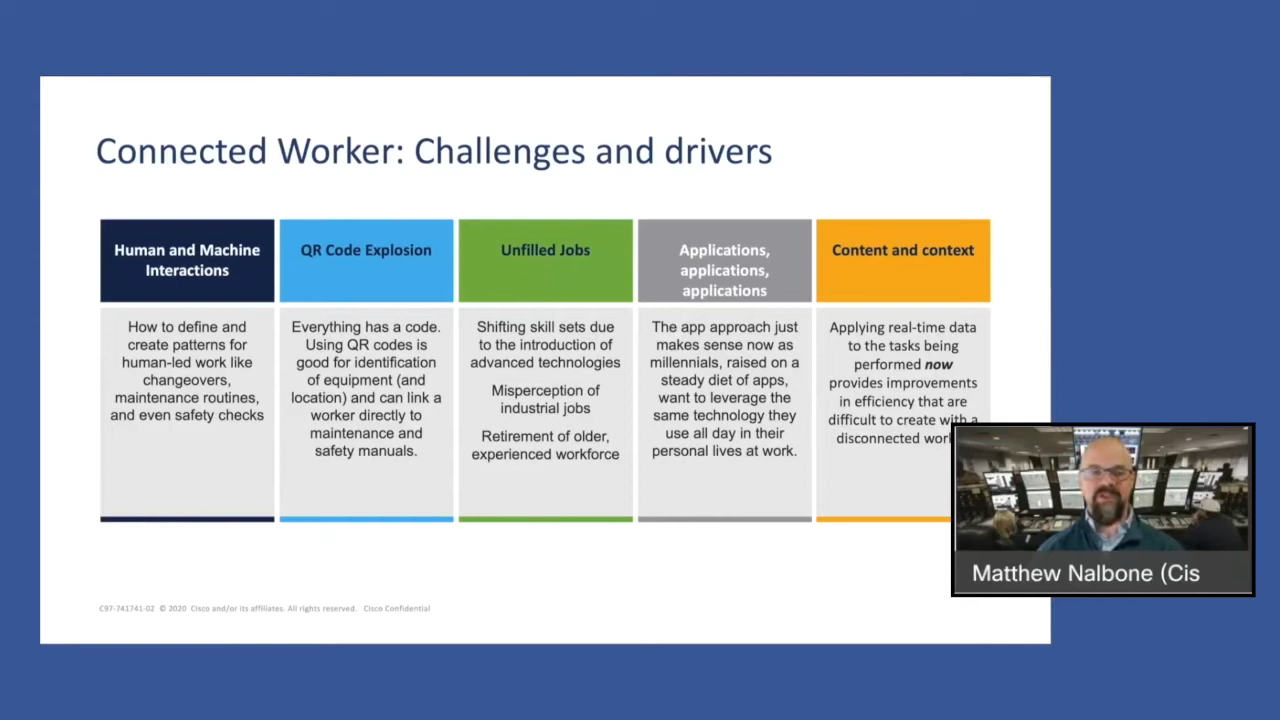 Connected Worker: Challenges and drivers
Human and Machine
Interactions
How to define and
create patterns for
human-led work like
changeovers,
maintenance routines,
and even safety checks
QR Code Explosion
Everything has a code.
Using QR codes is
good for identification
of equipment (and
location) and can link a
worker directly to
maintenance and
safety manuals.
Unfilled Jobs
Shifting skill sets due
to the introduction of
advanced technologies
Misperception of
industrial jobs
Retirement of older,
experienced workforce
Applications,
applications,
applications
The app approach just
makes sense now as
millennials, raised on a
steady diet of apps,
want to leverage the
same technology they
use all day in their
personal lives at work.
Content and context
Applying real-time data
to the tasks being
performed now
provides improvements
in efficiency that are
difficult to create with a
disconnected
Matthew Nalbone (Cis
C97-741741-02 © 2020 Cisco and/or its affiliates. All rights reserved. Cisco Confidential